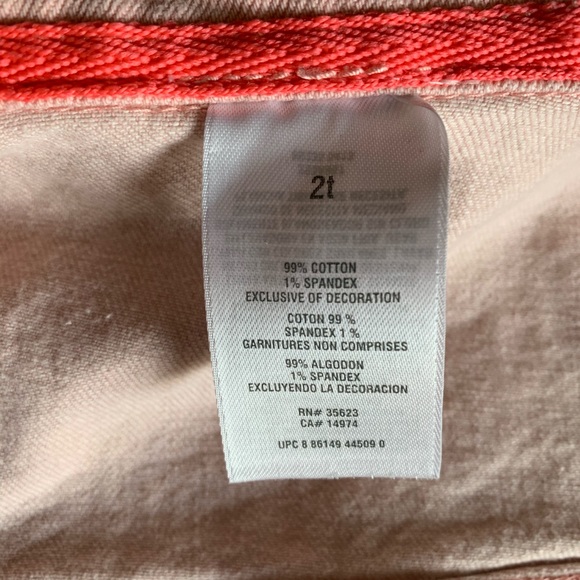 2t
99% COTTON
1% SPANDEX
EXCLUSIVE OF DECORATION
COTON 99 %
SPANDEX 1 %
GARNITURES NON COMPRISES
99% ALGODON
1% SPANDEX
EXCLUYENDO LA DECORACION
RN# 35623
CA# 14974
UPC 8 86149 44509 0